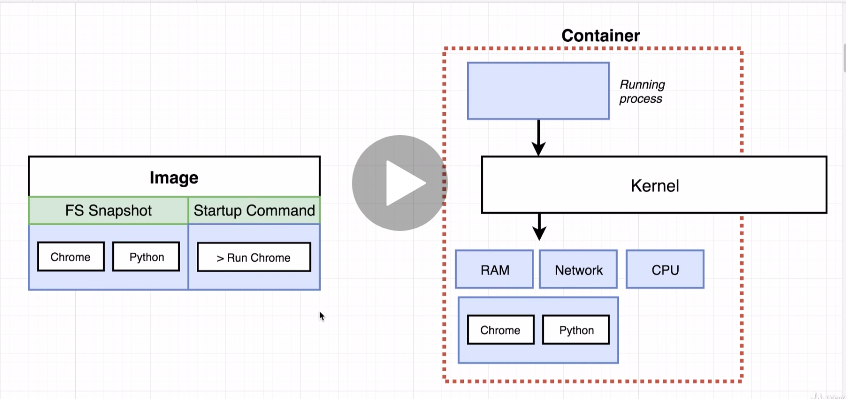 Container
Running
process
Image
Kernel
FS Snapshot
Startup Command
Chrome
Python
> Run Chrome
RAM
Network
CPU
Chrome
Python